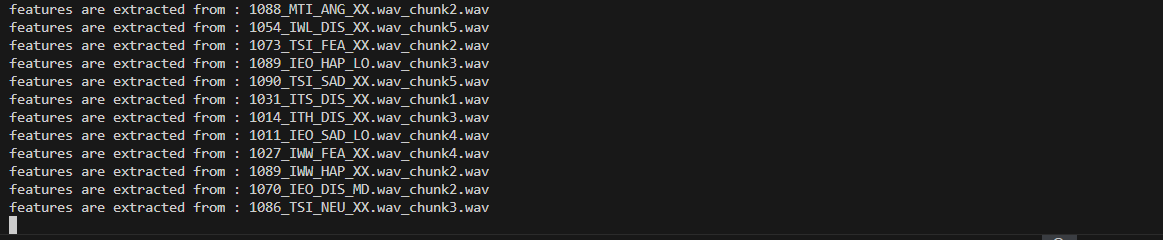 features are extracted from : 1088_MTI_ANG_XX.wav_chunk2.wav
features are extracted from : 1054_IWL_DIS_XX.wav_chunk5.wav
features are extracted from : 1073_TSI_FEA_XX.wav_chunk2.wav
features are extracted from : 1089_IEO_HAP_LO.wav_chunk3.wav
features are extracted from : 1090_TSI_SAD_XX.wav_chunk5.wav
features are extracted from : 1031_ITS_DIS_XX.wav_chunk1.wav
features are extracted from : 1014_ITH_DIS_XX.wav_chunk3.wav
features are extracted from : 1011_IEO_SAD_LO.wav_chunk4.wav
features are extracted from : 1027_IWW_FEA_XX.wav_chunk4.wav
features are extracted from : 1089_IWW_HAP_XX.wav_chunk2.wav
features are extracted from : 1070_IEO_DIS_MD.wav_chunk2.wav
features are extracted from : 1086_TSI_NEU_XX.wav_chunk3.wav